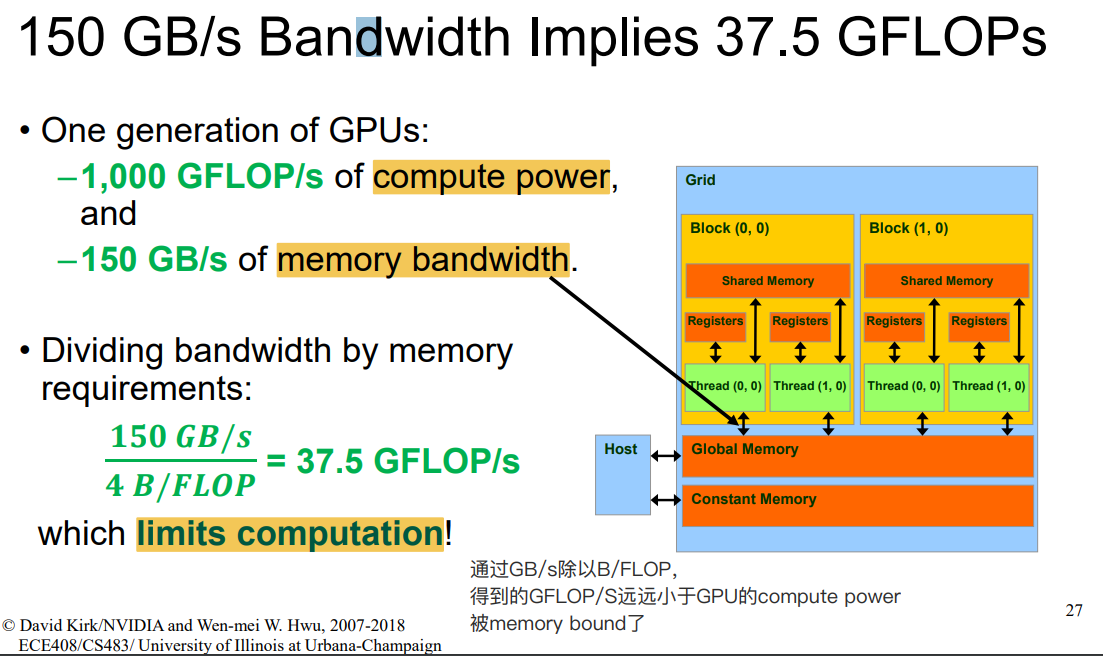 150 GB/s Bandwidth Implies 37.5 GFLOPs
• One generation of GPUs:
–1,000 GFLOP/s of compute power,
and
–150 GB/s of memory bandwidth.
• Dividing bandwidth by memory
requirements:
150 GB/s
4 B/FLOP
= 37.5 GFLOP/s
which limits computation!
Grid
Block (0, 0)
Block (1, 0)
Shared Memory
Shared Memory
Registers
Registers
Registers
Registers
Thread (0, 0)
Thread (1, 0)
Thread (0, 0)
Thread (1, 0)
Host
Global Memory
Constant Memory
通过GB/s除以B/FLOP，
得到的GFLOP/S远远小于GPU的compute power
被memory bound了
27
© David Kirk/NVIDIA and Wen-mei W. Hwu, 2007-2018
ECE408/CS483/ University of Illinois at Urbana-Champaign